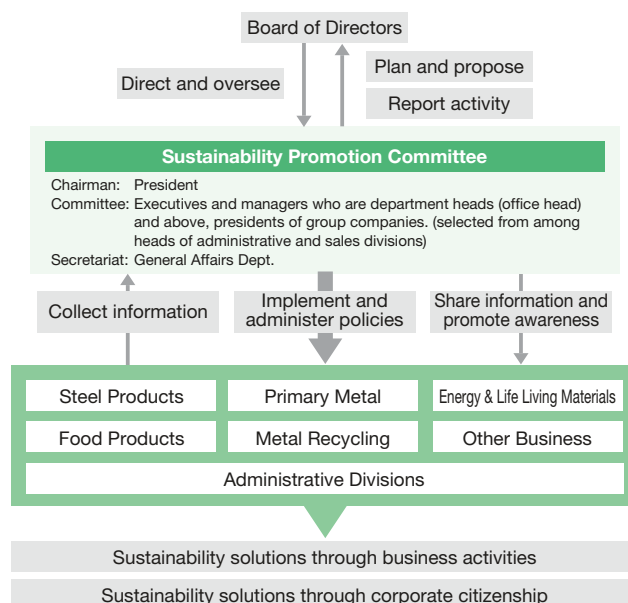 Board of Directors
Direct and oversee
Plan and propose
Report activity
Sustainability Promotion Committee
Chairman: President
Committee: Executives and managers who are department heads (office head)
and above, presidents of group companies. (selected from among
heads of administrative and sales divisions)
Secretariat: General Affairs Dept.
Collect information
Implement and
administer policies
Share information and
promote awareness
Steel Products
Primary Metal
Energy & Life Living Materials
Food Products
Metal Recycling
Other Business
Administrative Divisions
Sustainability solutions through business activities
Sustainability solutions through corporate citizenship